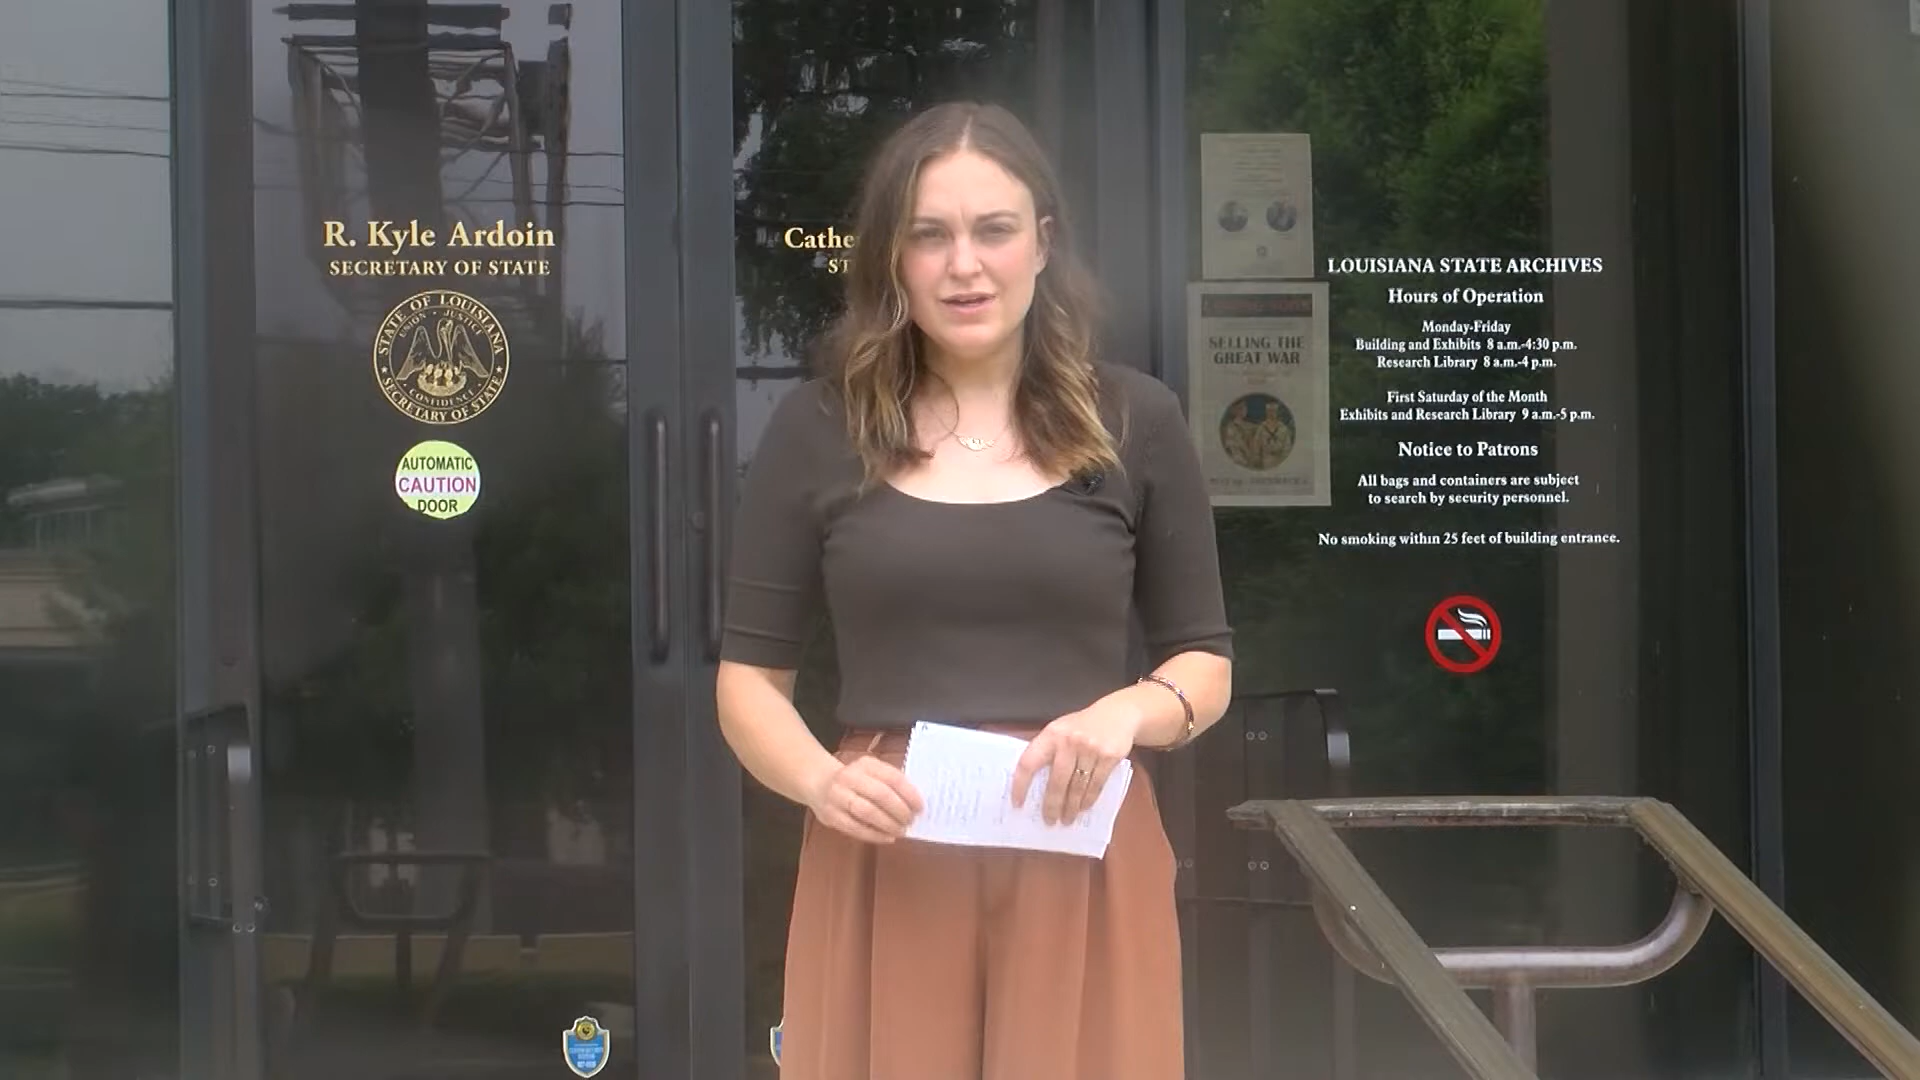 R. Kyle Ardoin
SECRETARY OF STATE
STATE OF LOUISIANA
UNION · JUSTICE
CONFIDENCE
SECRETARY OF STATE
AUTOMATIC
CAUTION
DOOR
Cathe
ST
SELLING THE
GREAT WAR
LOUISIANA STATE ARCHIVES
Hours of Operation
Monday-Friday
Building and Exhibits 8 a.m.-4:30 p.m.
Research Library 8 a.m.-4 p.m.
First Saturday of the Month
Exhibits and Research Library 9 a.m.-5 p.m.
Notice to Patrons
All bags and containers are subject
to search by security personnel.
No smoking within 25 feet of building entrance.